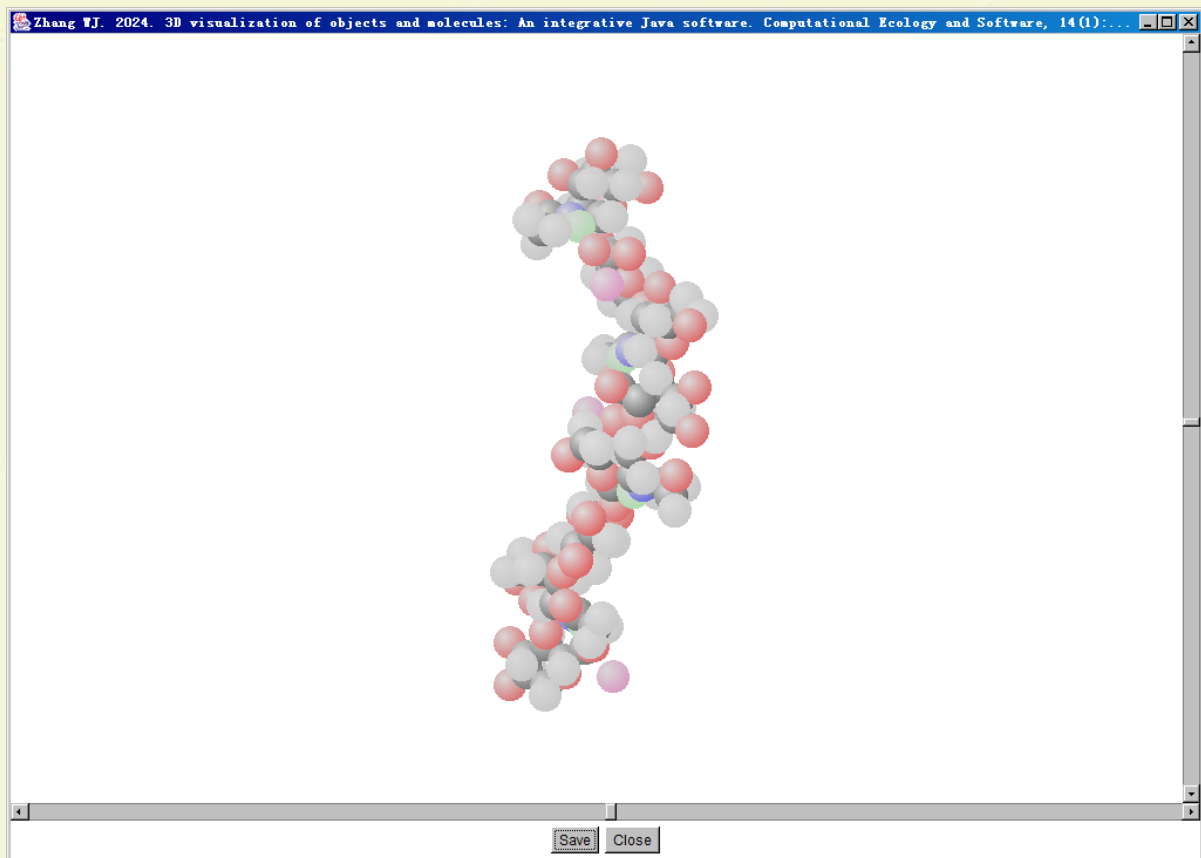 Zhang WJ. 2024. 3D visualization of objects and molecules: An integrative Java software. Computational Ecology and Software, 14(1):...
Save Close